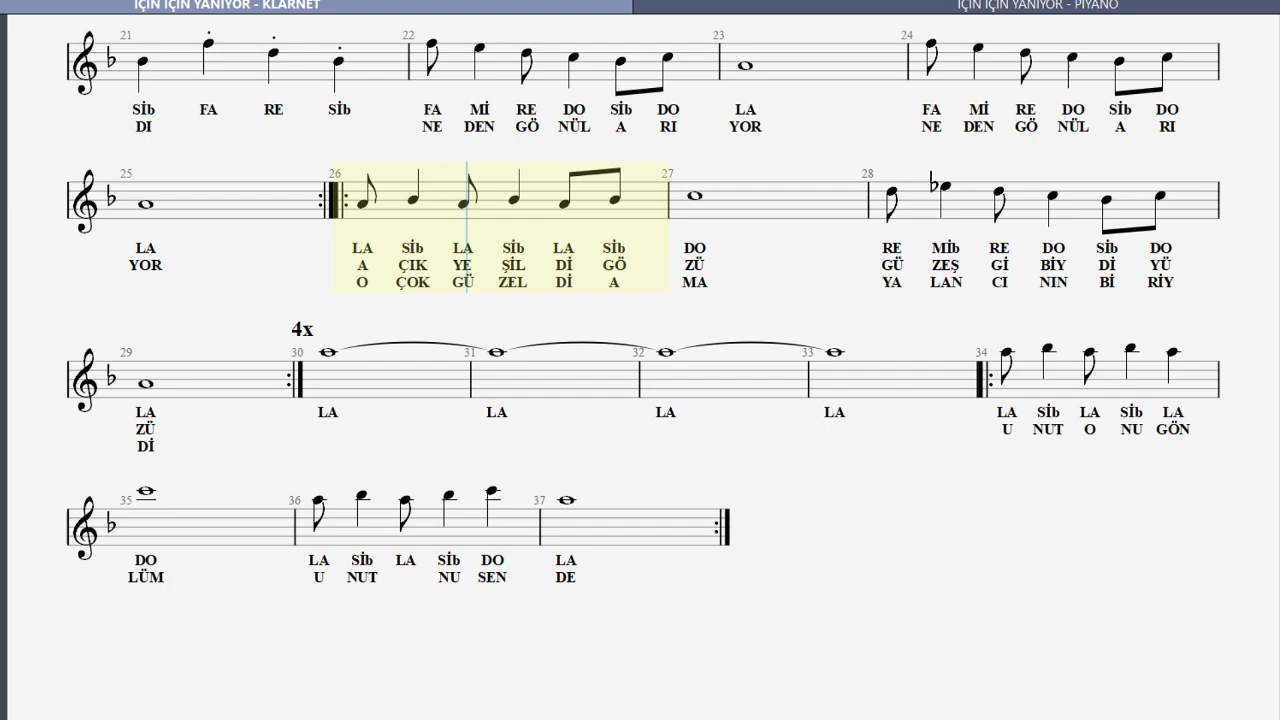 İÇİN İÇİN YANIYOR - KLARNET
İÇİN İÇİN YANIYOR - PİYANO
21 22 23 24
Sİb FA RE Sİb FA Mİ RE DO Sİb DO LA FA Mİ RE DO Sİb DO
DI NE DEN GÖ NÜL A RI YOR NE DEN GÖ NÜL A RI
25 26 27 28
LA LA Sİb LA Sİb LA Sİb DO RE Mİb RE DO Sİb DO
YOR A ÇIK YE ŞİL Dİ GÖ ZÜ GÜ ZEŞ Gİ BİY Dİ YÜ
O ÇOK GÜ ZEL Dİ A MA YA LAN CI NIN Bİ RİY
4x
29 30 31 32 33 34
LA LA LA LA LA LA Sİb LA Sİb LA
ZÜ U NUT O NU GÖN
Dİ
35 36 37
DO LA Sİb LA Sİb DO LA
LÜM U NUT NU SEN DE